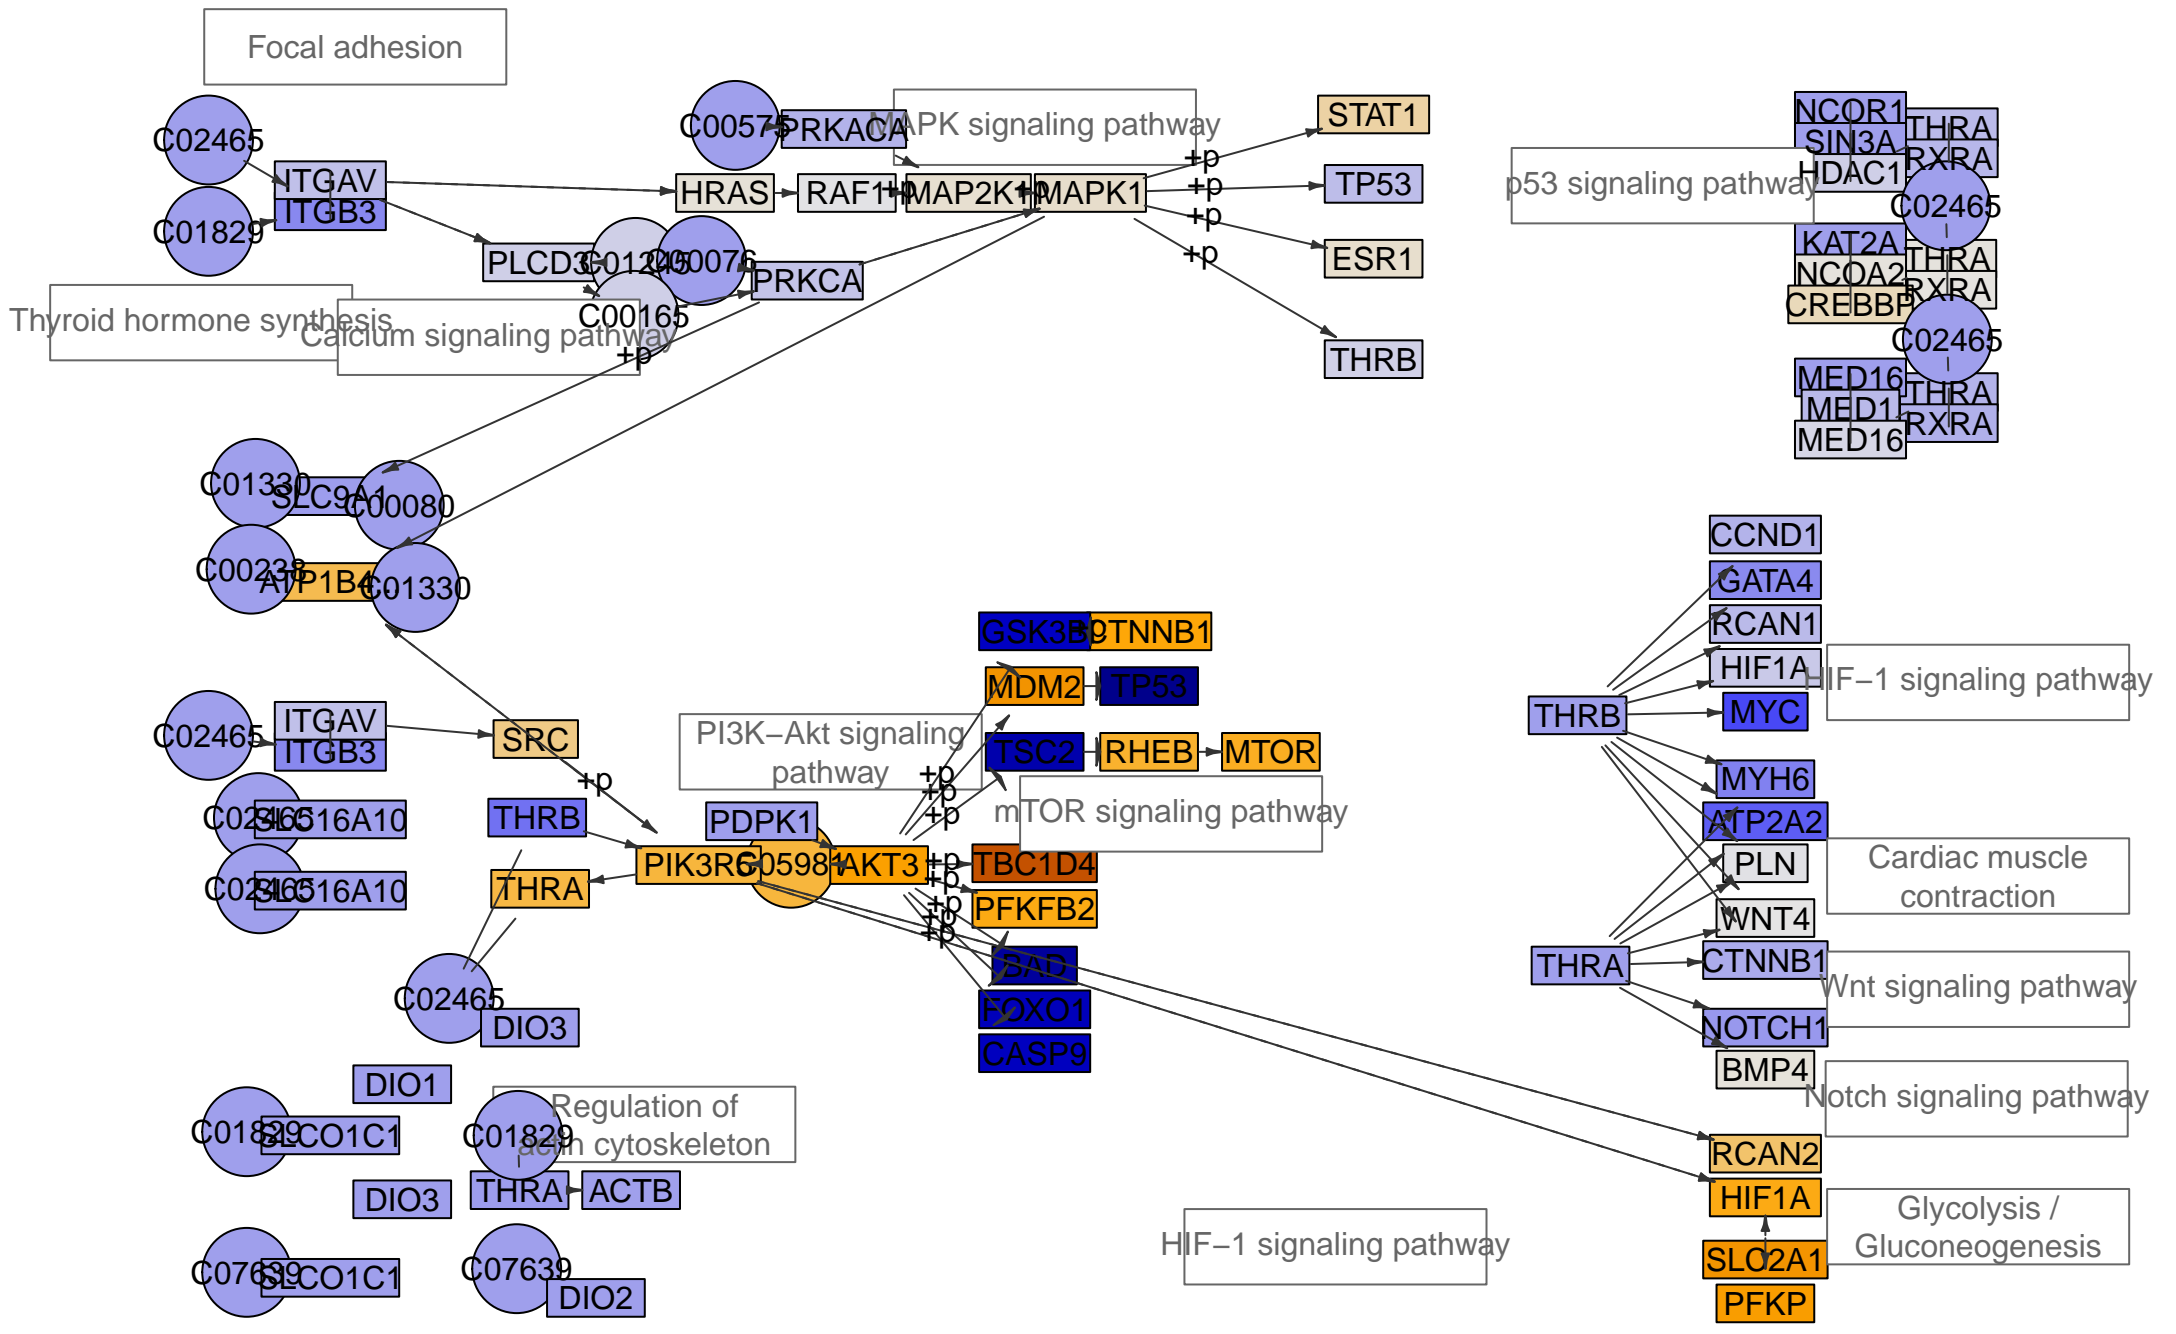 Focal adhesion
C02465
ITGAV
ITGB3
C01829
C00575
PRKACA
MAPK signaling pathway
HRAS
RAF1
+p
MAP2K1
+p
MAPK1
+p
+p
+p
+p
STAT1
TP53
ESR1
THRB
PLCD3
C01245
C00076
C00165
PRKCA
Thyroid hormone synthesis
Calcium signaling pathway
+p
p53 signaling pathway
NCOR1
SIN3A
HDAC1
THRA
RXRA
C02465
KAT2A
NCOA2
CREBBP
THRA
RXRA
C02465
MED16
MED1
MED16
THRA
RXRA
C01330
SLC9A1
C00080
C00238
ATP1B4...
C01330
C02465
ITGAV
ITGB3
SRC
+p
C02465
SLC16A10
C02465
SLC16A10
THRB
THRA
C02465
DIO3
PI3K−Akt signaling
pathway
PDPK1
PIK3R6
C05981
AKT3
GSK3B
CTNNB1
MDM2
TP53
TSC2
RHEB
MTOR
mTOR signaling pathway
+p
+p
+p
+p
+p
+p
+p
+p
TBC1D4
PFKFB2
BAD
FOXO1
CASP9
CCND1
GATA4
RCAN1
HIF1A
HIF−1 signaling pathway
THRB
MYC
MYH6
ATP2A2
PLN
Cardiac muscle
contraction
WNT4
THRA
CTNNB1
Wnt signaling pathway
NOTCH1
BMP4
Notch signaling pathway
RCAN2
HIF1A
SLC2A1
PFKP
Glycolysis /
Gluconeogenesis
HIF−1 signaling pathway
DIO1
C01829
SLCO1C1
DIO3
C07639
SLCO1C1
Regulation of
actin cytoskeleton
C01829
THRA
ACTB
C07639
DIO2